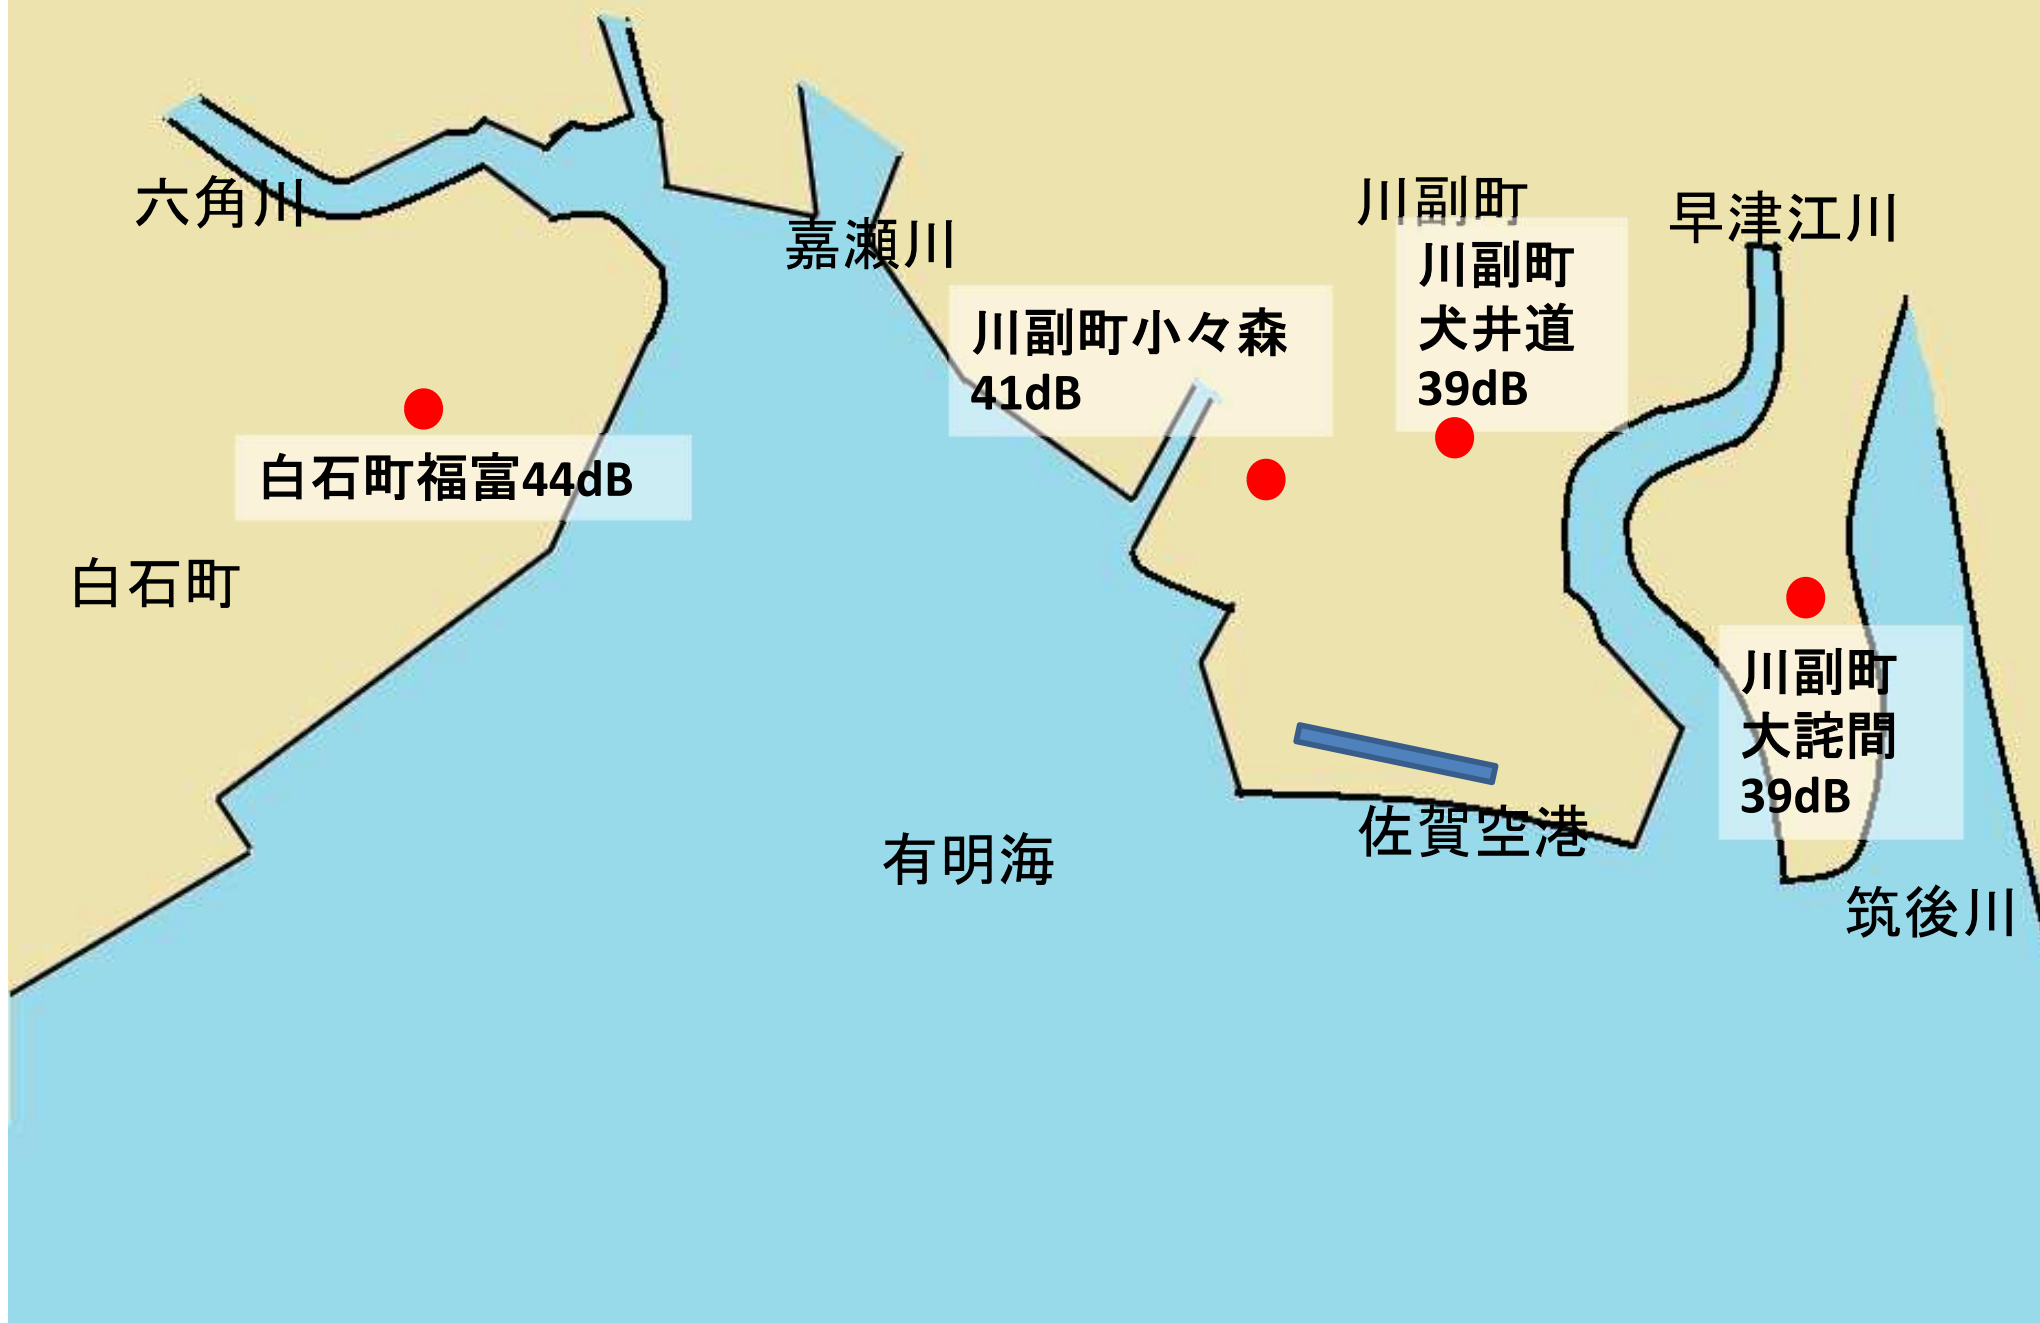 川副町
早津江川
六角川
嘉瀬川
川副町
犬井道
39dB
川副町小々森
41dB
白石町福富44dB
白石町
川副町
大詫間
39dB
佐賀空港
有明海
筑後川